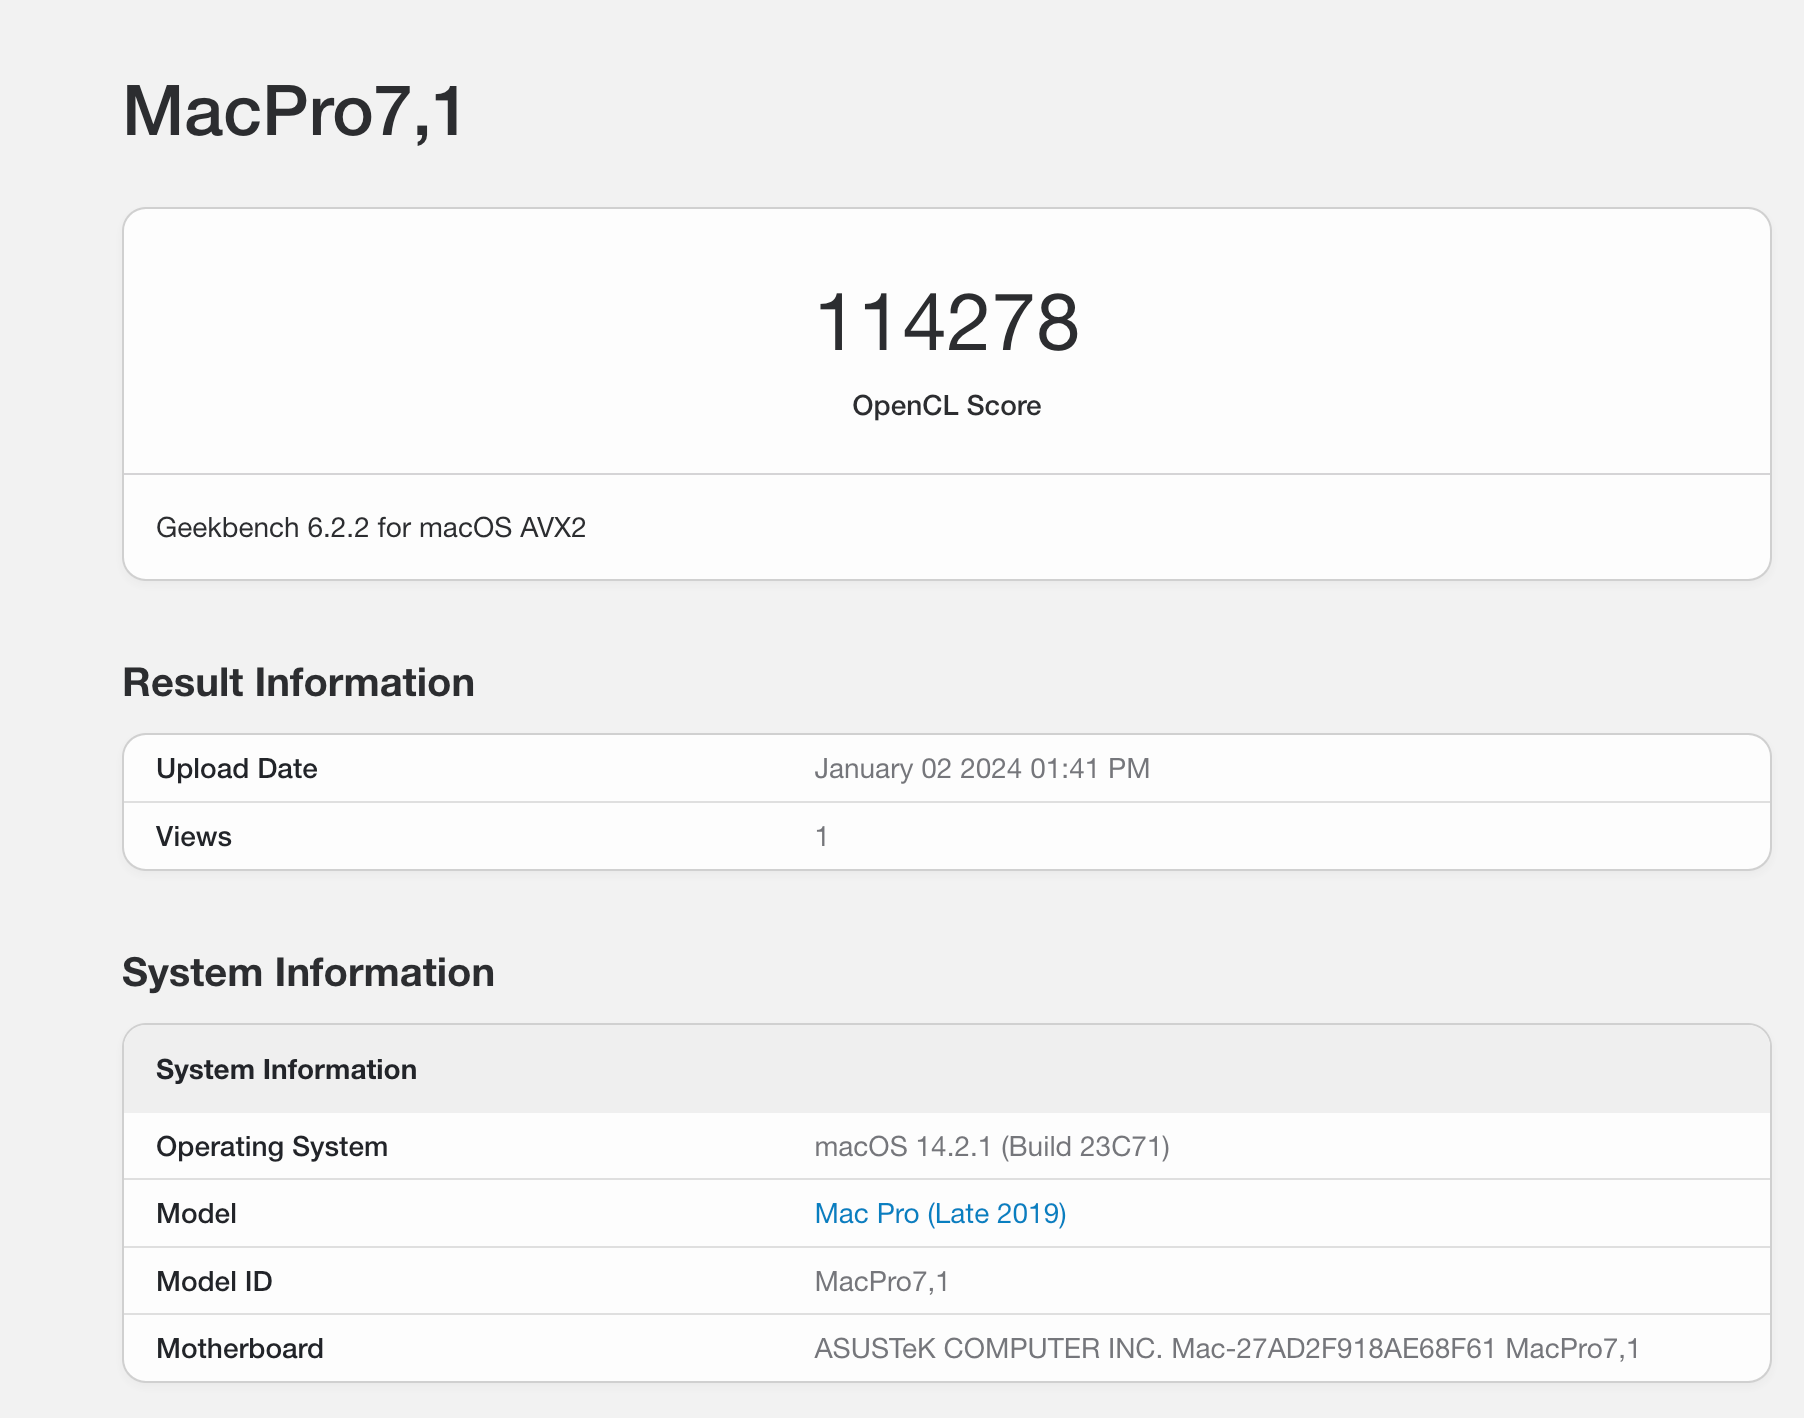 MacPro7,1
114278
OpenCL Score
Geekbench 6.2.2 for macOS AVX2
Result Information
Upload Date January 02 2024 01:41 PM
Views 1
System Information
System Information
Operating System macOS 14.2.1 (Build 23C71)
Model Mac Pro (Late 2019)
Model ID MacPro7,1
Motherboard ASUSTeK COMPUTER INC. Mac-27AD2F918AE68F61 MacPro7,1